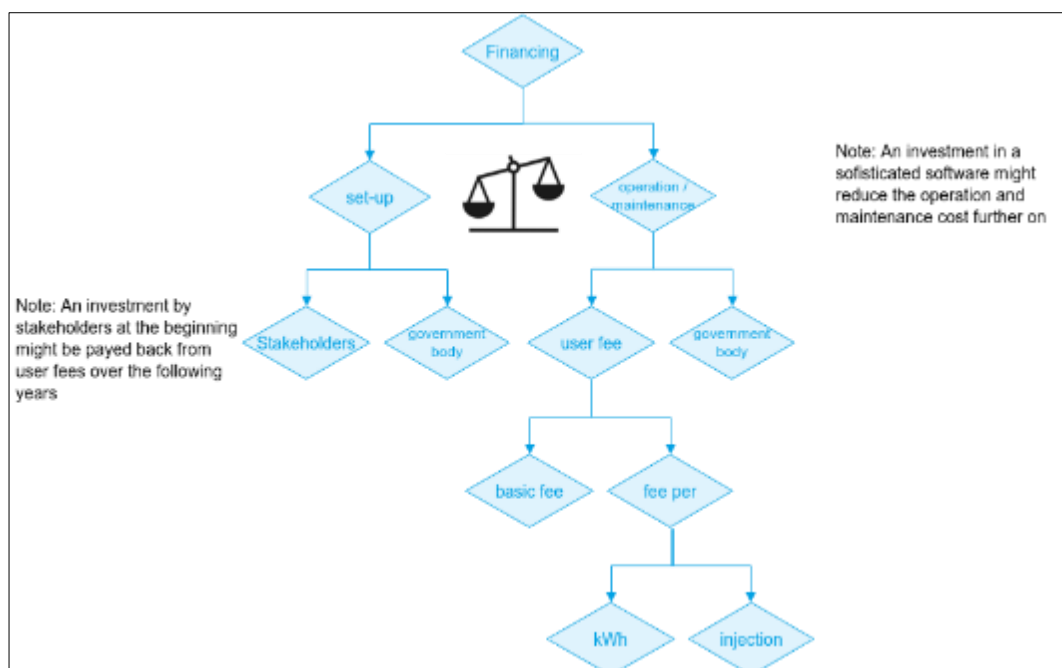 Financing
set-up
operation /
maintenance
Note: An investment in a
sofisticated software might
reduce the operation and
maintenance cost further on
Note: An investment by
stakeholders at the beginning
might be payed back from
user fees over the following
years
Stakeholders
government
body
user fee
government
body
basic fee
fee per
kWh
injection